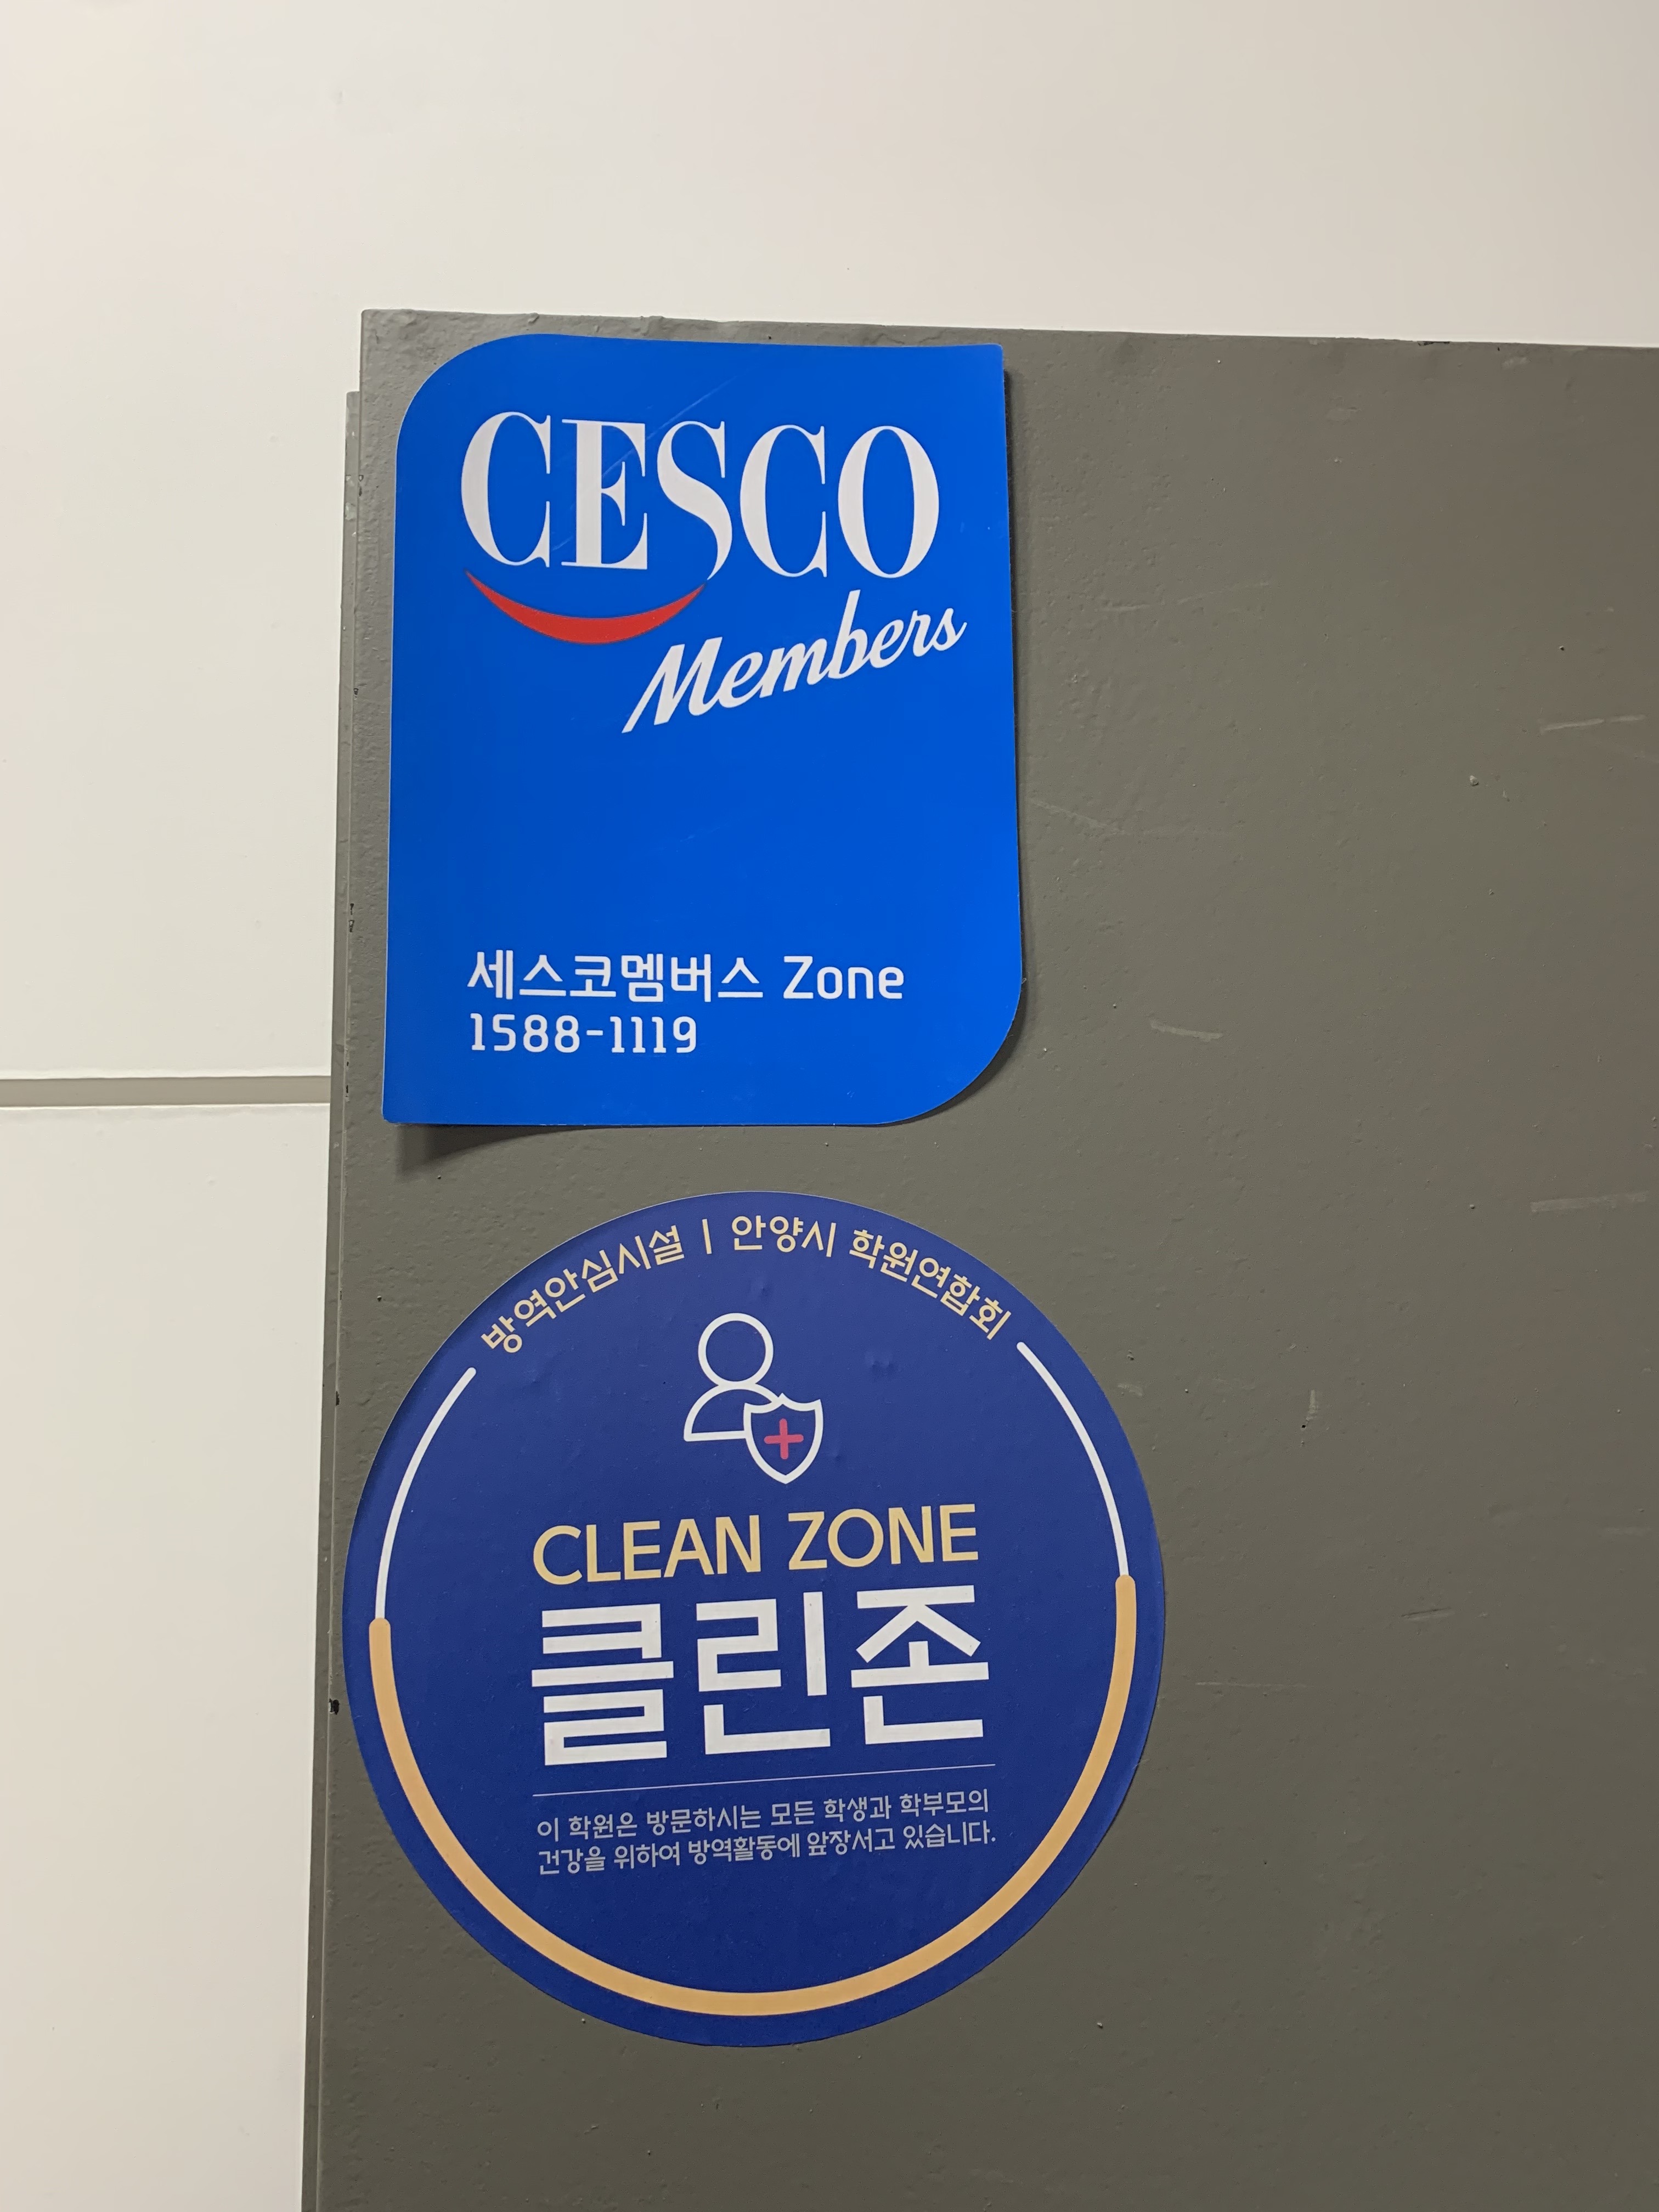 CESCO
Members
세스코멤버스 Zone
1588-1119
방역안심시설 | 안양시 학원연합회
CLEAN ZONE
클린존
이 학원은 방문하시는 모든 학생과 학부모의
건강을 위하여 방역활동에 앞장서고 있습니다.